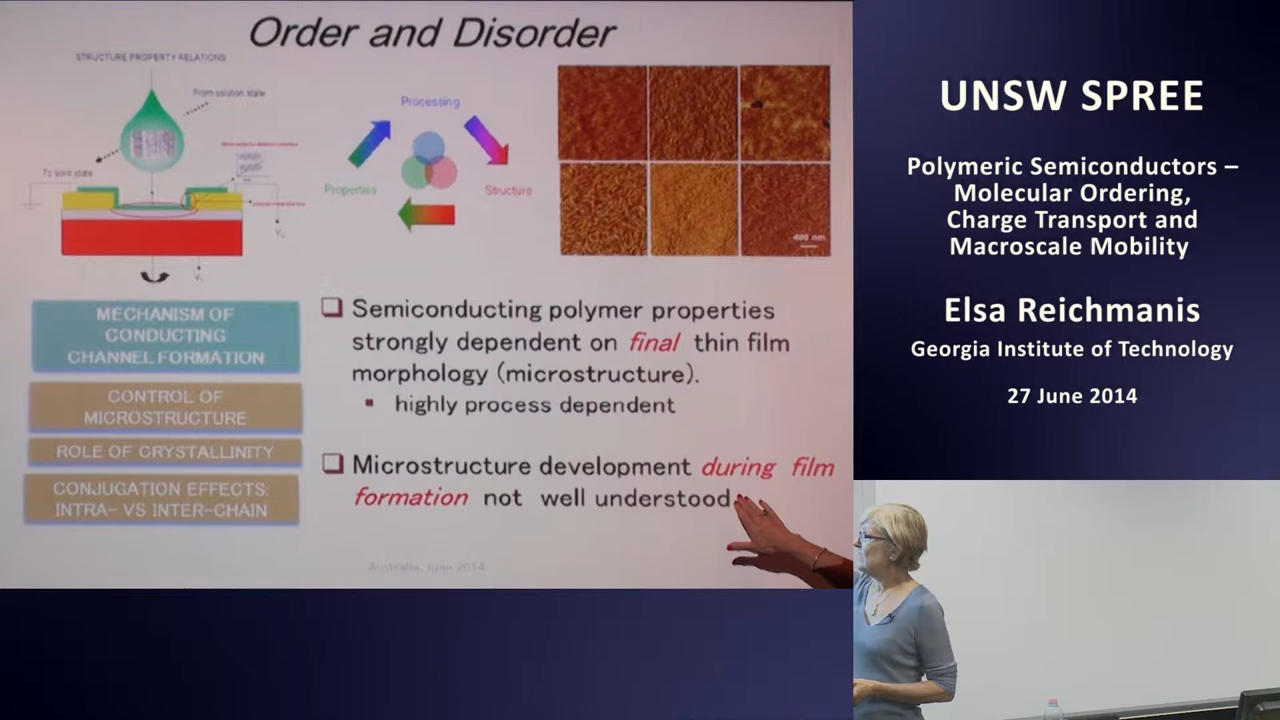 Order and Disorder
STRUCTURE PROPERTY RELATIONS
From solution state
To solid state
Processing
Properties
Structure
400 nm
MECHANISM OF
CONDUCTING
CHANNEL FORMATION
CONTROL OF
MICROSTRUCTURE
ROLE OF CRYSTALLINITY
CONJUGATION EFFECTS:
INTRA- VS INTER-CHAIN
❑ Semiconducting polymer properties
strongly dependent on final thin film
morphology (microstructure).
▪ highly process dependent
❑ Microstructure development during film
formation not well understood.
Australia, June 2014
UNSW SPREE
Polymeric Semiconductors –
Molecular Ordering,
Charge Transport and
Macroscale Mobility
Elsa Reichmanis
Georgia Institute of Technology
27 June 2014